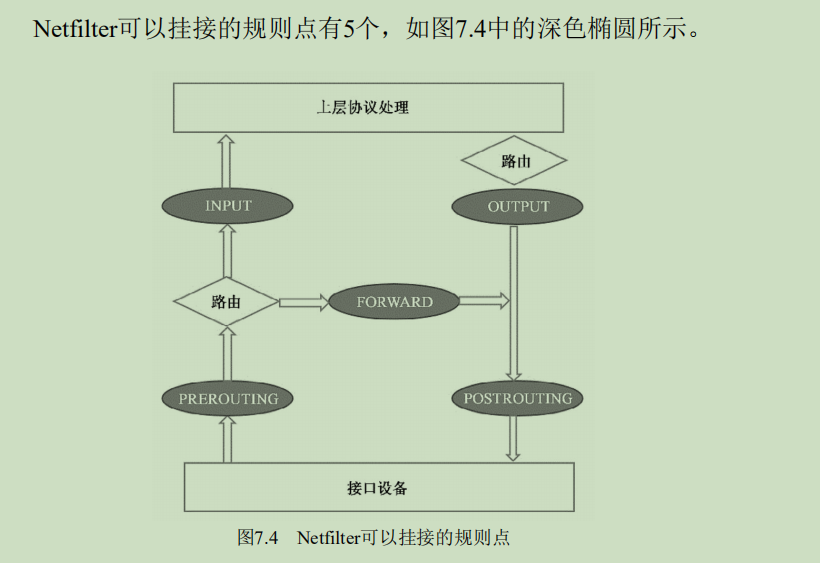 Netfilter可以挂接的规则点有5个，如图7.4中的深色椭圆所示。
上层协议处理
路由
INPUT
OUTPUT
路由
FORWARD
PREROUTING
POSTROUTING
接口设备
图7.4 Netfilter可以挂接的规则点